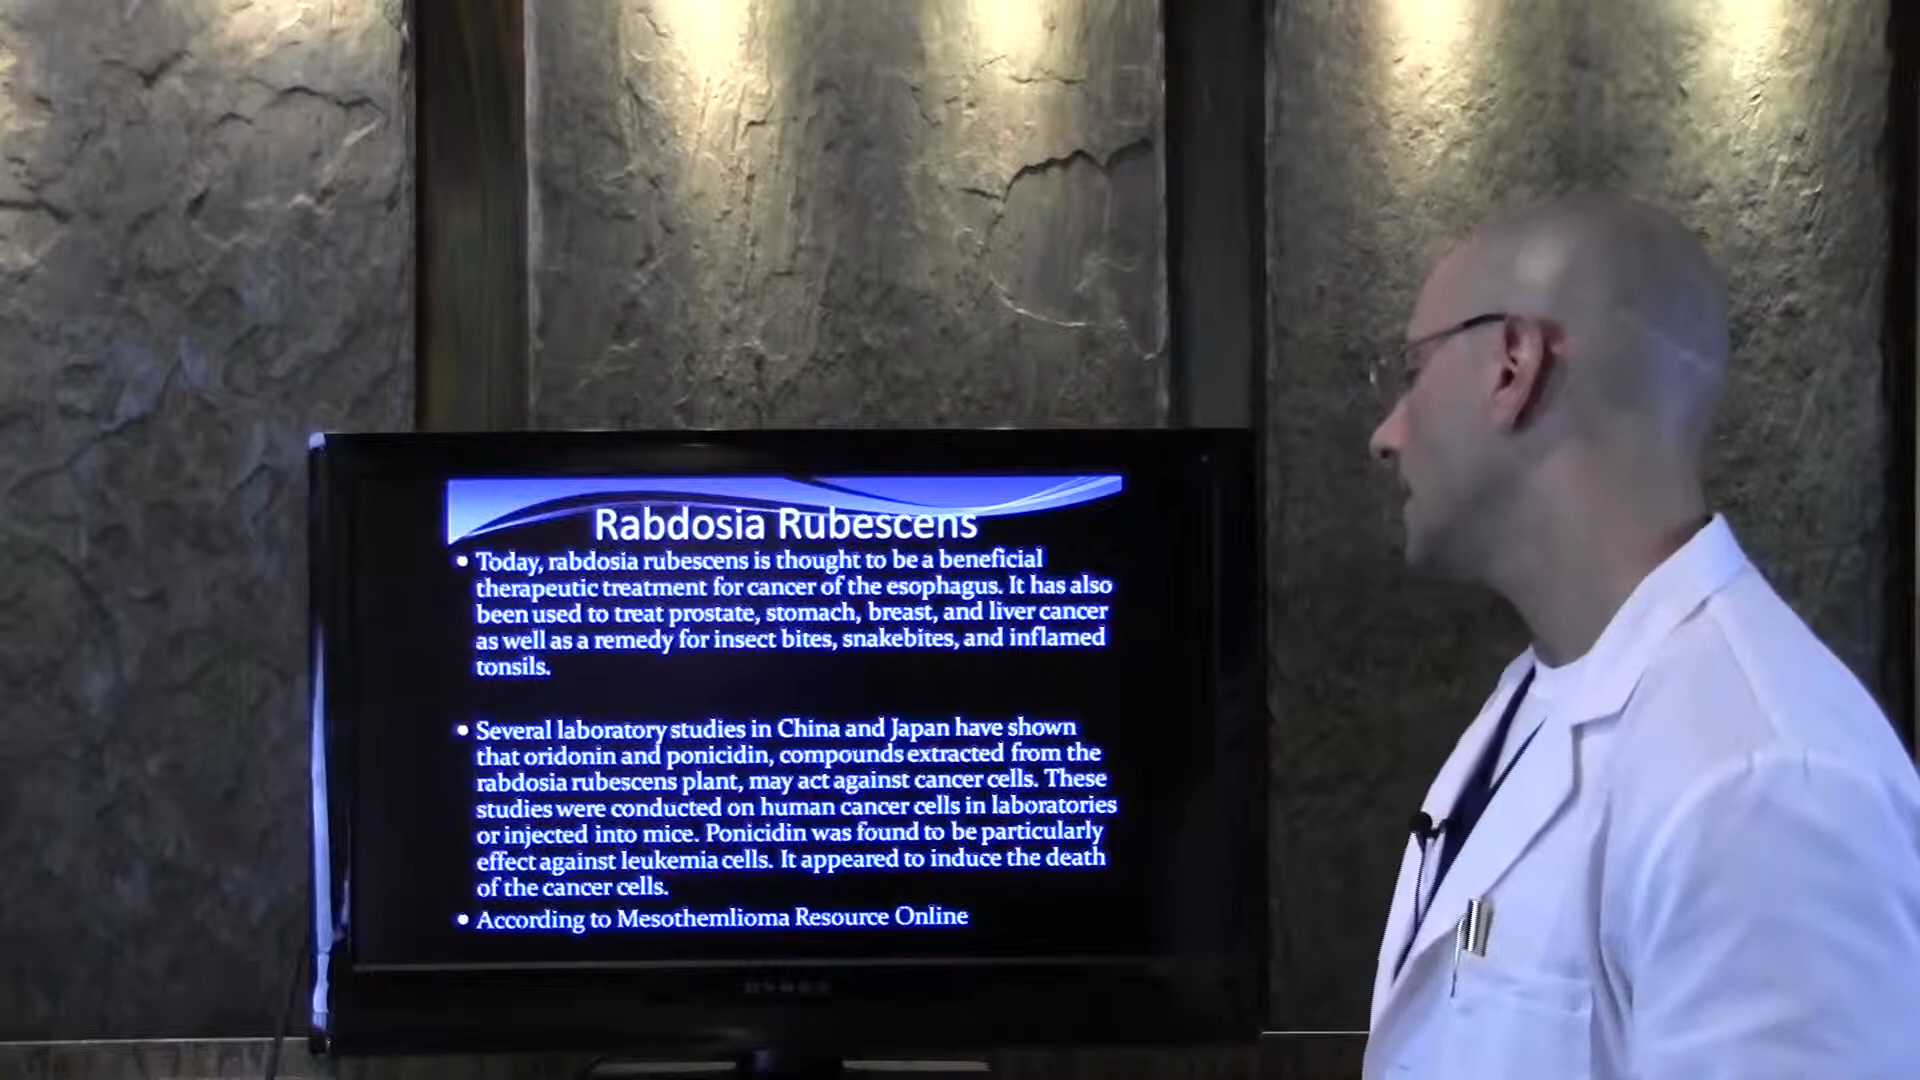 Rabdosia Rubescens
• Today, rabdosia rubescens is thought to be a beneficial
therapeutic treatment for cancer of the esophagus. It has also
been used to treat prostate, stomach, breast, and liver cancer
as well as a remedy for insect bites, snakebites, and inflamed
tonsils.
• Several laboratory studies in China and Japan have shown
that oridonin and ponicidin, compounds extracted from the
rabdosia rubescens plant, may act against cancer cells. These
studies were conducted on human cancer cells in laboratories
or injected into mice. Ponicidin was found to be particularly
effect against leukemia cells. It appeared to induce the death
of the cancer cells.
• According to Mesothemlioma Resource Online